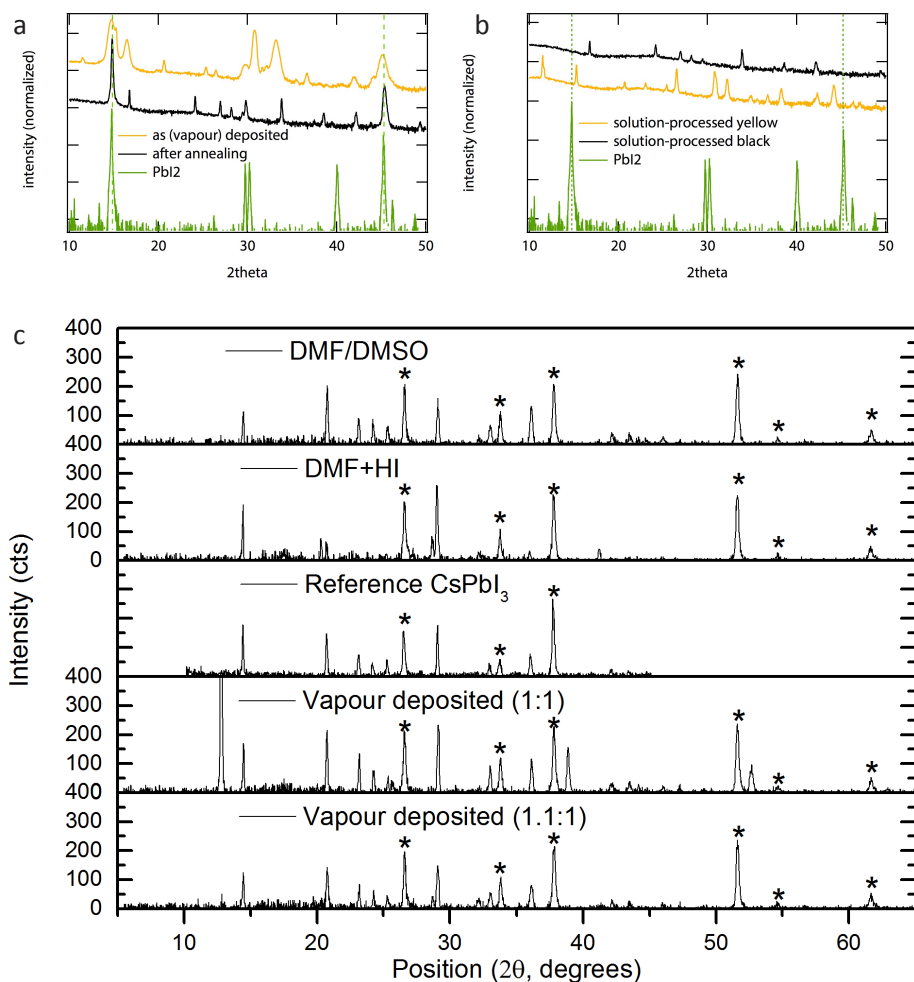 a
intensity (normalized)
as (vapour) deposited
after annealing
PbI2
10 20 30 40 50
2theta
b
intensity (normalized)
solution-processed yellow
solution-processed black
PbI2
10 20 30 40 50
2theta
c
Intensity (cts)
400
DMF/DMSO
300
* * * * * *
200
100
400
DMF+HI
300
* * * * * *
200
100
0
Reference CsPbI3
* * *
400
Vapour deposited (1:1)
300
* * * * * *
200
100
400
0
Vapour deposited (1.1:1)
300
* * * * * *
200
100
0
10 20 30 40 50 60
Position (2θ, degrees)